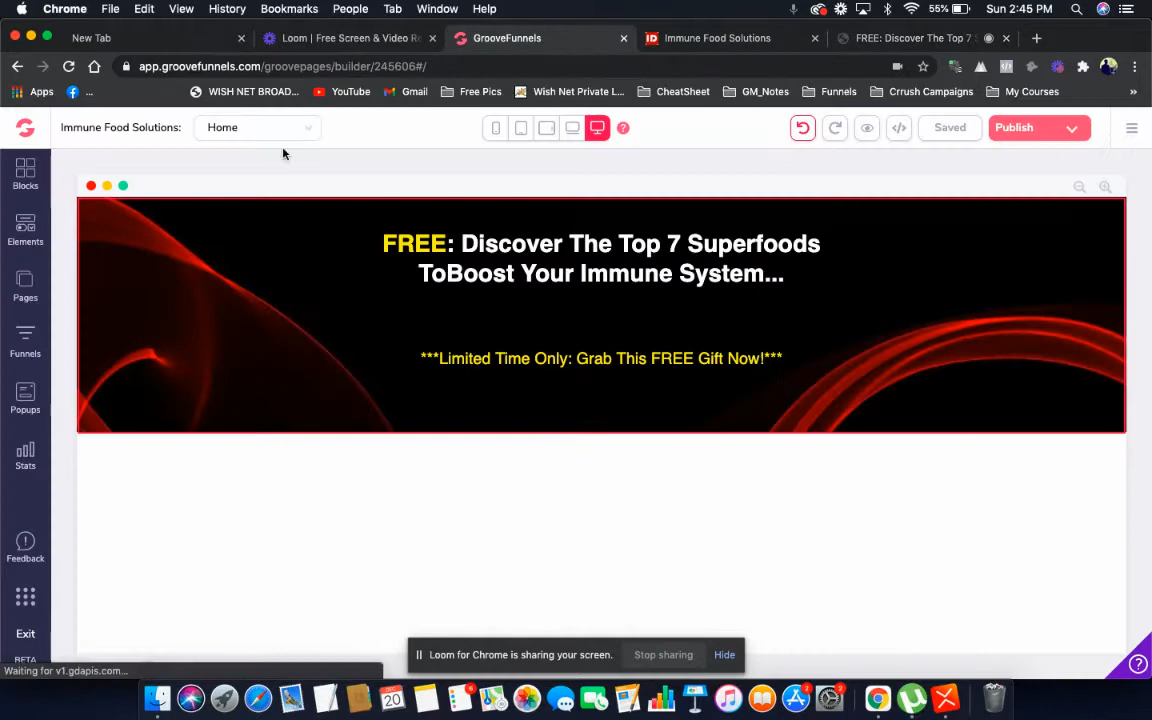 Chrome File Edit View History Bookmarks People Tab Window Help 55% Sun 2:45 PM
New Tab Loom | Free Screen & Video Re GrooveFunnels Immune Food Solutions: FREE: Discover The Top 7
app.groovefunnels.com/groovepages/builder/245606#/
Apps ... WISH NET BROAD... YouTube Gmail Free Pics Wish Net Private L... CheatSheet GM_Notes Funnels Crrush Campaigns My Courses »
Immune Food Solutions: Home Saved Publish
Blocks
Elements
Pages
Funnels
Popups
Stats
Feedback
Exit
BETA
FREE: Discover The Top 7 Superfoods
ToBoost Your Immune System...
***Limited Time Only: Grab This FREE Gift Now!***
Loom for Chrome is sharing your screen. Stop sharing Hide
Waiting for v1.gdapis.com...